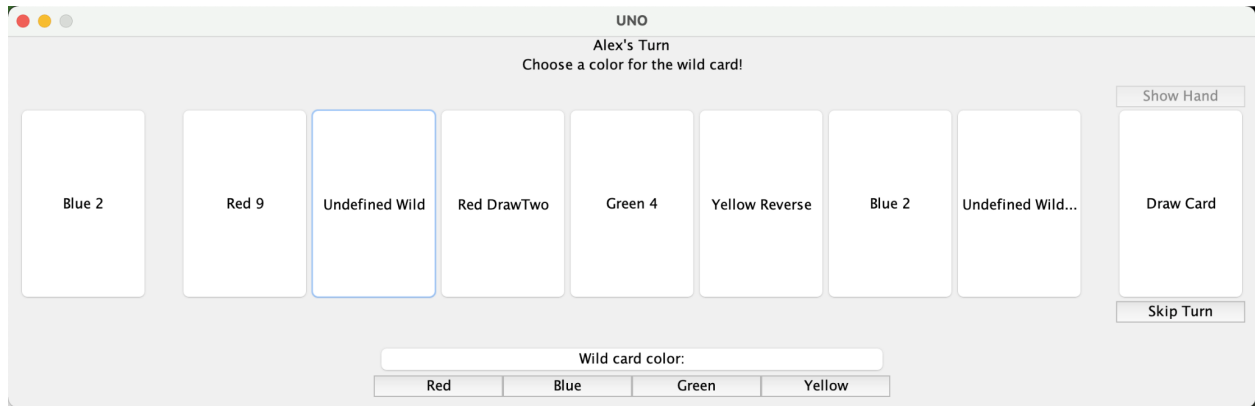 UNO
Alex's Turn
Choose a color for the wild card!
Show Hand
Blue 2
Red 9
Undefined Wild
Red DrawTwo
Green 4
Yellow Reverse
Blue 2
Undefined Wild...
Draw Card
Skip Turn
Wild card color:
Red
Blue
Green
Yellow